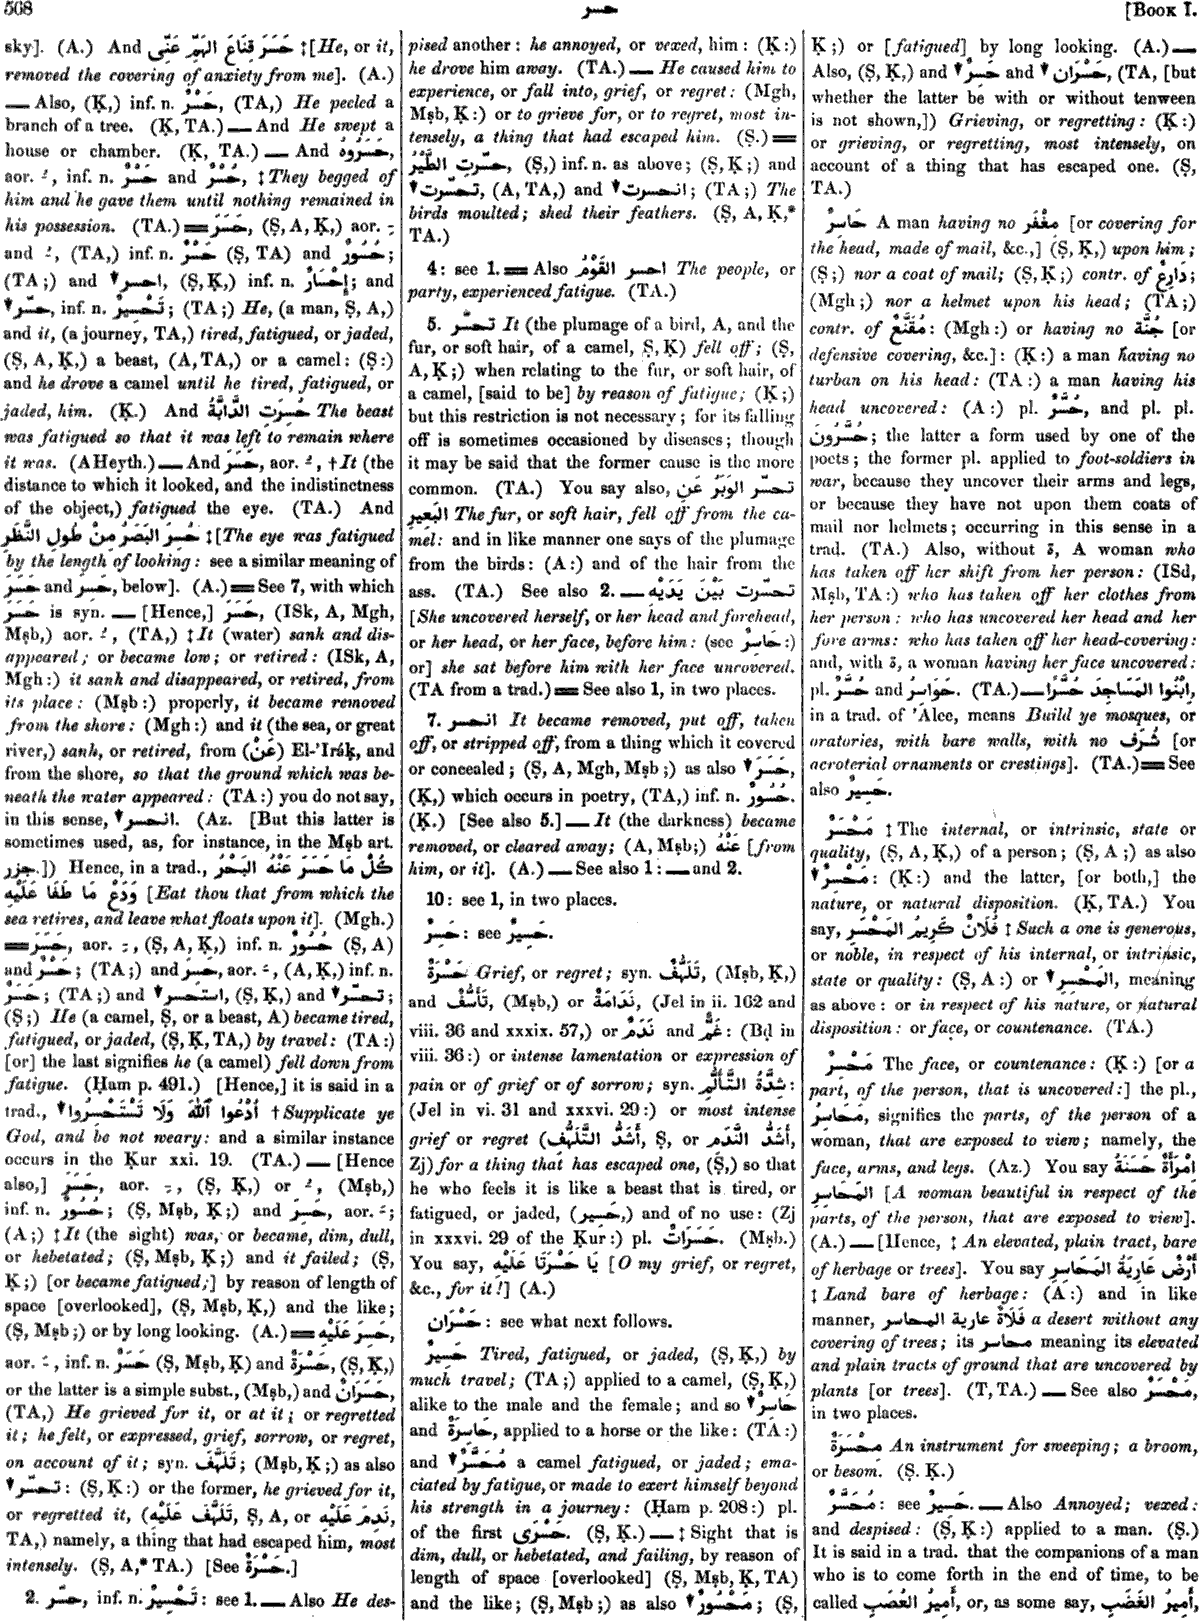 568
حسر
[Book I.
sky]. (A.) And حَسَرَ قِنَاعَ الهَمِّ عَنِّى ‡ [He, or it,
removed the covering of anxiety from me]. (A.)
— Also, (Ḳ,) inf. n. حَسْرٌ, (TA,) He peeled a
branch of a tree. (Ḳ, TA.) — And He swept a
house or chamber. (Ḳ, TA.) — And حَسَرُوهُ,
aor. ـُ, inf. n. حَسْرٌ and حُسْرٌ, ‡ They begged of
him and he gave them until nothing remained in
his possession. (TA.) = حَسَرَ, (Ṣ, A, Ḳ,) aor. ـِ
and ـُ, (TA,) inf. n. حَسْرٌ (Ṣ, TA) and حُسُورٌ;
(TA;) and ▼ احسر, (Ṣ, Ḳ,) inf. n. إِحْسَارٌ; and
▼ حسّر, inf. n. تَحْسِيرٌ; (TA;) He, (a man, Ṣ, A,)
and it, (a journey, TA,) tired, fatigued, or jaded,
(Ṣ, A, Ḳ,) a beast, (A, TA,) or a camel: (Ṣ:)
and he drove a camel until he tired, fatigued, or
jaded, him. (Ḳ.) And حُسِرَتِ الدَّابَّةُ The beast
was fatigued so that it was left to remain where
it was. (AHeyth.) — And حَسَرَ, aor. ـُ, † It (the
distance to which it looked, and the indistinctness
of the object,) fatigued the eye. (TA.) And
حُسِرَ البَصَرُ مِنْ طُولِ النَّظَرِ ‡ [The eye was fatigued
by the length of looking: see a similar meaning of
حَسَرَ and حَسِرَ, below]. (A.) = See 7, with which
حَسَرَ is syn. — [Hence,] حَسَرَ, (ISk, A, Mgh,
Mṣb,) aor. ـُ, (TA,) ‡ It (water) sank and dis-
appeared; or became low; or retired: (ISk, A,
Mgh:) it sank and disappeared, or retired, from
its place: (Mṣb:) properly, it became removed
from the shore: (Mgh:) and it (the sea, or great
river,) sank, or retired, from (عَنْ) El-'Iráḳ, and
from the shore, so that the ground which was be-
neath the water appeared: (TA:) you do not say,
in this sense, ▼ انحسر. (Az. [But this latter is
sometimes used, as, for instance, in the Mṣb art.
جزر.]) Hence, in a trad., كُلْ مَا حَسَرَ عَنْهُ البَحْرُ
وَدَعْ مَا طَفَا عَلَيْهِ [Eat thou that from which the
sea retires, and leave what floats upon it]. (Mgh.)
= حَسَرَ, aor. ـِ, (Ṣ, A, Ḳ,) inf. n. حُسُورٌ (Ṣ, A)
and حَسْرٌ; (TA;) and حَسِرَ, aor. ـَ, (A, Ḳ,) inf. n.
حَسَرٌ; (TA;) and ▼ استحسر, (Ṣ, Ḳ,) and ▼ تحسّر;
(Ṣ;) He (a camel, Ṣ, or a beast, A) became tired,
fatigued, or jaded, (Ṣ, Ḳ, TA,) by travel: (TA:)
[or] the last signifies he (a camel) fell down from
fatigue. (Ḥam p. 491.) [Hence,] it is said in a
trad., ▼ اُدْعُوا ٱللّٰهَ وَلَا تَسْتَحْسِرُوا † Supplicate ye
God, and be not weary: and a similar instance
occurs in the Ḳur xxi. 19. (TA.) — [Hence
also,] حَسَرَ, aor. ـِ, (Ṣ, Ḳ,) or ـُ, (Mṣb,)
inf. n. حُسُورٌ; (Ṣ, Mṣb, Ḳ;) and حَسِرَ, aor. ـَ;
(A;) ‡ It (the sight) was, or became, dim, dull,
or hebetated; (Ṣ, Mṣb, Ḳ;) and it failed; (Ṣ,
Ḳ;) [or became fatigued;] by reason of length of
space [overlooked], (Ṣ, Mṣb, Ḳ,) and the like;
(Ṣ, Mṣb;) or by long looking. (A.) = حَسِرَ عَلَيْهِ,
aor. ـَ, inf. n. حَسَرٌ (Ṣ, Mṣb, Ḳ) and حَسْرَةٌ, (Ṣ, Ḳ,)
or the latter is a simple subst., (Mṣb,) and حَسَرَانٌ,
(TA,) He grieved for it, or at it; or regretted
it; he felt, or expressed, grief, sorrow, or regret,
on account of it; syn. تَلَهَّفَ; (Mṣb, Ḳ;) as also
▼ تحسّر: (Ṣ, Ḳ:) or the former, he grieved for it,
or regretted it, (تَلَهَّفَ عَلَيْهِ, Ṣ, A, or نَدِمَ عَلَيْهِ,
TA,) namely, a thing that had escaped him, most
intensely. (Ṣ, A,* TA.) [See حَسْرَةٌ.]
2. حسّر, inf. n. تَحْسِيرٌ: see 1. — Also He des-
pised another: he annoyed, or vexed, him: (Ḳ:)
he drove him away. (TA.) — He caused him to
experience, or fall into, grief, or regret: (Mgh,
Mṣb, Ḳ:) or to grieve for, or to regret, most in-
tensely, a thing that had escaped him. (Ṣ.) =
حَسَّرَتِ الطَّيْرُ, (Ṣ,) inf. n. as above; (Ṣ, Ḳ;) and
▼ تحسّرت, (A, TA,) and ▼ انحسرت; (TA;) The
birds moulted; shed their feathers. (Ṣ, A, Ḳ,*
TA.)
4: see 1. = Also احسر القَوْمُ The people, or
party, experienced fatigue. (TA.)
5. تحسّر It (the plumage of a bird, A, and the
fur, or soft hair, of a camel, Ṣ, Ḳ) fell off; (Ṣ,
A, Ḳ;) when relating to the fur, or soft hair, of
a camel, [said to be] by reason of fatigue; (Ḳ;)
but this restriction is not necessary; for its falling
off is sometimes occasioned by diseases; though
it may be said that the former cause is the more
common. (TA.) You say also, تحسّر الوَبَرُ عَنِ
البَعِيرِ The fur, or soft hair, fell off from the ca-
mel: and in like manner one says of the plumage
from the birds: (A:) and of the hair from the
ass. (TA.) See also 2. — تحسّرت بَيْنَ يَدَيْهِ
[She uncovered herself, or her head and forehead,
or her head, or her face, before him: (see حَاسِرٌ:)
or] she sat before him with her face uncovered.
(TA from a trad.) = See also 1, in two places.
7. انحسر It became removed, put off, taken
off, or stripped off, from a thing which it covered
or concealed; (Ṣ, A, Mgh, Mṣb;) as also ▼ حَسَرَ,
(Ḳ,) which occurs in poetry, (TA,) inf. n. حُسُورٌ.
(Ḳ.) [See also 5.] — It (the darkness) became
removed, or cleared away; (A, Mṣb;) عَنْهُ [from
him, or it]. (A.) — See also 1: — and 2.
10: see 1, in two places.
حَسِرٌ: see حَسِيرٌ.
حَسْرَةٌ Grief, or regret; syn. تَلَهُّفٌ, (Mṣb, Ḳ,)
and تَأَسُّفٌ, (Mṣb,) or نَدَامَةٌ, (Jel in ii. 162 and
viii. 36 and xxxix. 57,) or نَدَمٌ and غَمٌّ: (Bḍ in
viii. 36:) or intense lamentation or expression of
pain or of grief or of sorrow; syn. شِدَّةُ التَّأَلُّمِ:
(Jel in vi. 31 and xxxvi. 29:) or most intense
grief or regret (أَشَدُّ التَّلَهُّفِ, Ṣ, or أَشَدُّ النَّدَمِ,
Zj) for a thing that has escaped one, (Ṣ,) so that
he who feels it is like a beast that is tired, or
fatigued, or jaded, (حَسِير,) and of no use: (Zj
in xxxvi. 29 of the Ḳur:) pl. حَسَرَاتٌ. (Mṣb.)
You say, يَا حَسْرَتَا عَلَيْهِ [O my grief, or regret,
&c., for it!] (A.)
حَسْرَان: see what next follows.
حَسِيرٌ Tired, fatigued, or jaded, (Ṣ, Ḳ,) by
much travel; (TA;) applied to a camel, (Ṣ, Ḳ,)
alike to the male and the female; and so ▼ حَاسِرٌ
and حَاسِرَةٌ, applied to a horse or the like: (TA:)
and ▼ مُحَسَّرٌ a camel fatigued, or jaded; ema-
ciated by fatigue, or made to exert himself beyond
his strength in a journey: (Ḥam p. 208:) pl.
of the first حَسْرَى. (Ṣ, Ḳ.) — ‡ Sight that is
dim, dull, or hebetated, and failing, by reason of
length of space [overlooked] (Ṣ, Mṣb, Ḳ, TA)
and the like; (Ṣ, Mṣb;) as also ▼ مَحْسُورٌ; (Ṣ,
Ḳ;) or [fatigued] by long looking. (A.) —
Also, (Ṣ, Ḳ,) and ▼ حَسِرٌ and ▼ حَسْرَان, (TA, [but
whether the latter be with or without tenween
is not shown,]) Grieving, or regretting: (Ḳ:)
or grieving, or regretting, most intensely, on
account of a thing that has escaped one. (Ṣ,
TA.)
حَاسِرٌ A man having no مِغْفَر [or covering for
the head, made of mail, &c.,] (Ṣ, Ḳ,) upon him;
(Ṣ;) nor a coat of mail; (Ṣ, Ḳ;) contr. of دَارِعٌ;
(Mgh;) nor a helmet upon his head; (TA;)
contr. of مُقَنَّعٌ: (Mgh:) or having no جُنَّة [or
defensive covering, &c.]: (Ḳ:) a man having no
turban on his head: (TA:) a man having his
head uncovered: (A:) pl. حُسَّرٌ, and pl. pl.
حُسَّرُونَ; the latter a form used by one of the
poets; the former pl. applied to foot-soldiers in
war, because they uncover their arms and legs,
or because they have not upon them coats of
mail nor helmets; occurring in this sense in a
trad. (TA.) Also, without ة, A woman who
has taken off her shift from her person: (ISd,
Mṣb, TA:) who has taken off her clothes from
her person: who has uncovered her head and her
fore arms: who has taken off her head-covering:
and, with ة, a woman having her face uncovered:
pl. حُسَّرٌ and حَوَاسِرُ. (TA.) — اِبْنُوا المَسَاجِدَ حُسَّرًا,
in a trad. of 'Alee, means Build ye mosques, or
oratories, with bare walls, with no شُرَف [or
acroterial ornaments or crestings]. (TA.) = See
also حَسِيرٌ.
مَحْسَرٌ ‡ The internal, or intrinsic, state or
quality, (Ṣ, A, Ḳ,) of a person; (Ṣ, A;) as also
▼ مَحْسِرٌ: (Ḳ:) and the latter, [or both,] the
nature, or natural disposition. (Ḳ, TA.) You
say, فُلَانٌ كَرِيمُ المَحْسَرِ ‡ Such a one is generous,
or noble, in respect of his internal, or intrinsic,
state or quality: (Ṣ, A:) or ▼ المَحْسِرِ, meaning
as above: or in respect of his nature, or natural
disposition: or face, or countenance. (TA.)
مَحْسِرٌ The face, or countenance: (Ḳ:) [or a
part, of the person, that is uncovered:] the pl.,
مَحَاسِرُ, signifies the parts, of the person of a
woman, that are exposed to view; namely, the
face, arms, and legs. (Az.) You say اِمْرَأَةٌ حَسَنَةُ
المَحَاسِرِ [A woman beautiful in respect of the
parts, of the person, that are exposed to view].
(A.) — [Hence, ‡ An elevated, plain tract, bare
of herbage or trees]. You say أَرْضٌ عَارِيَةُ المَحَاسِرِ
‡ Land bare of herbage: (A:) and in like
manner, فَلَاةٌ عارية المحاسر a desert without any
covering of trees; its محاسر meaning its elevated
and plain tracts of ground that are uncovered by
plants [or trees]. (T, TA.) — See also مَحْسَرٌ,
in two places.
مِحْسَرَةٌ An instrument for sweeping; a broom,
or besom. (Ṣ. Ḳ.)
مُحَسَّرٌ: see حَسِيرٌ. — Also Annoyed; vexed:
and despised: (Ṣ, Ḳ:) applied to a man. (Ṣ.)
It is said in a trad. that the companions of a man
who is to come forth in the end of time, to be
called أَمِيرُ العُصَبِ, or, as some say, أَمِيرُ الغَضَبِ,